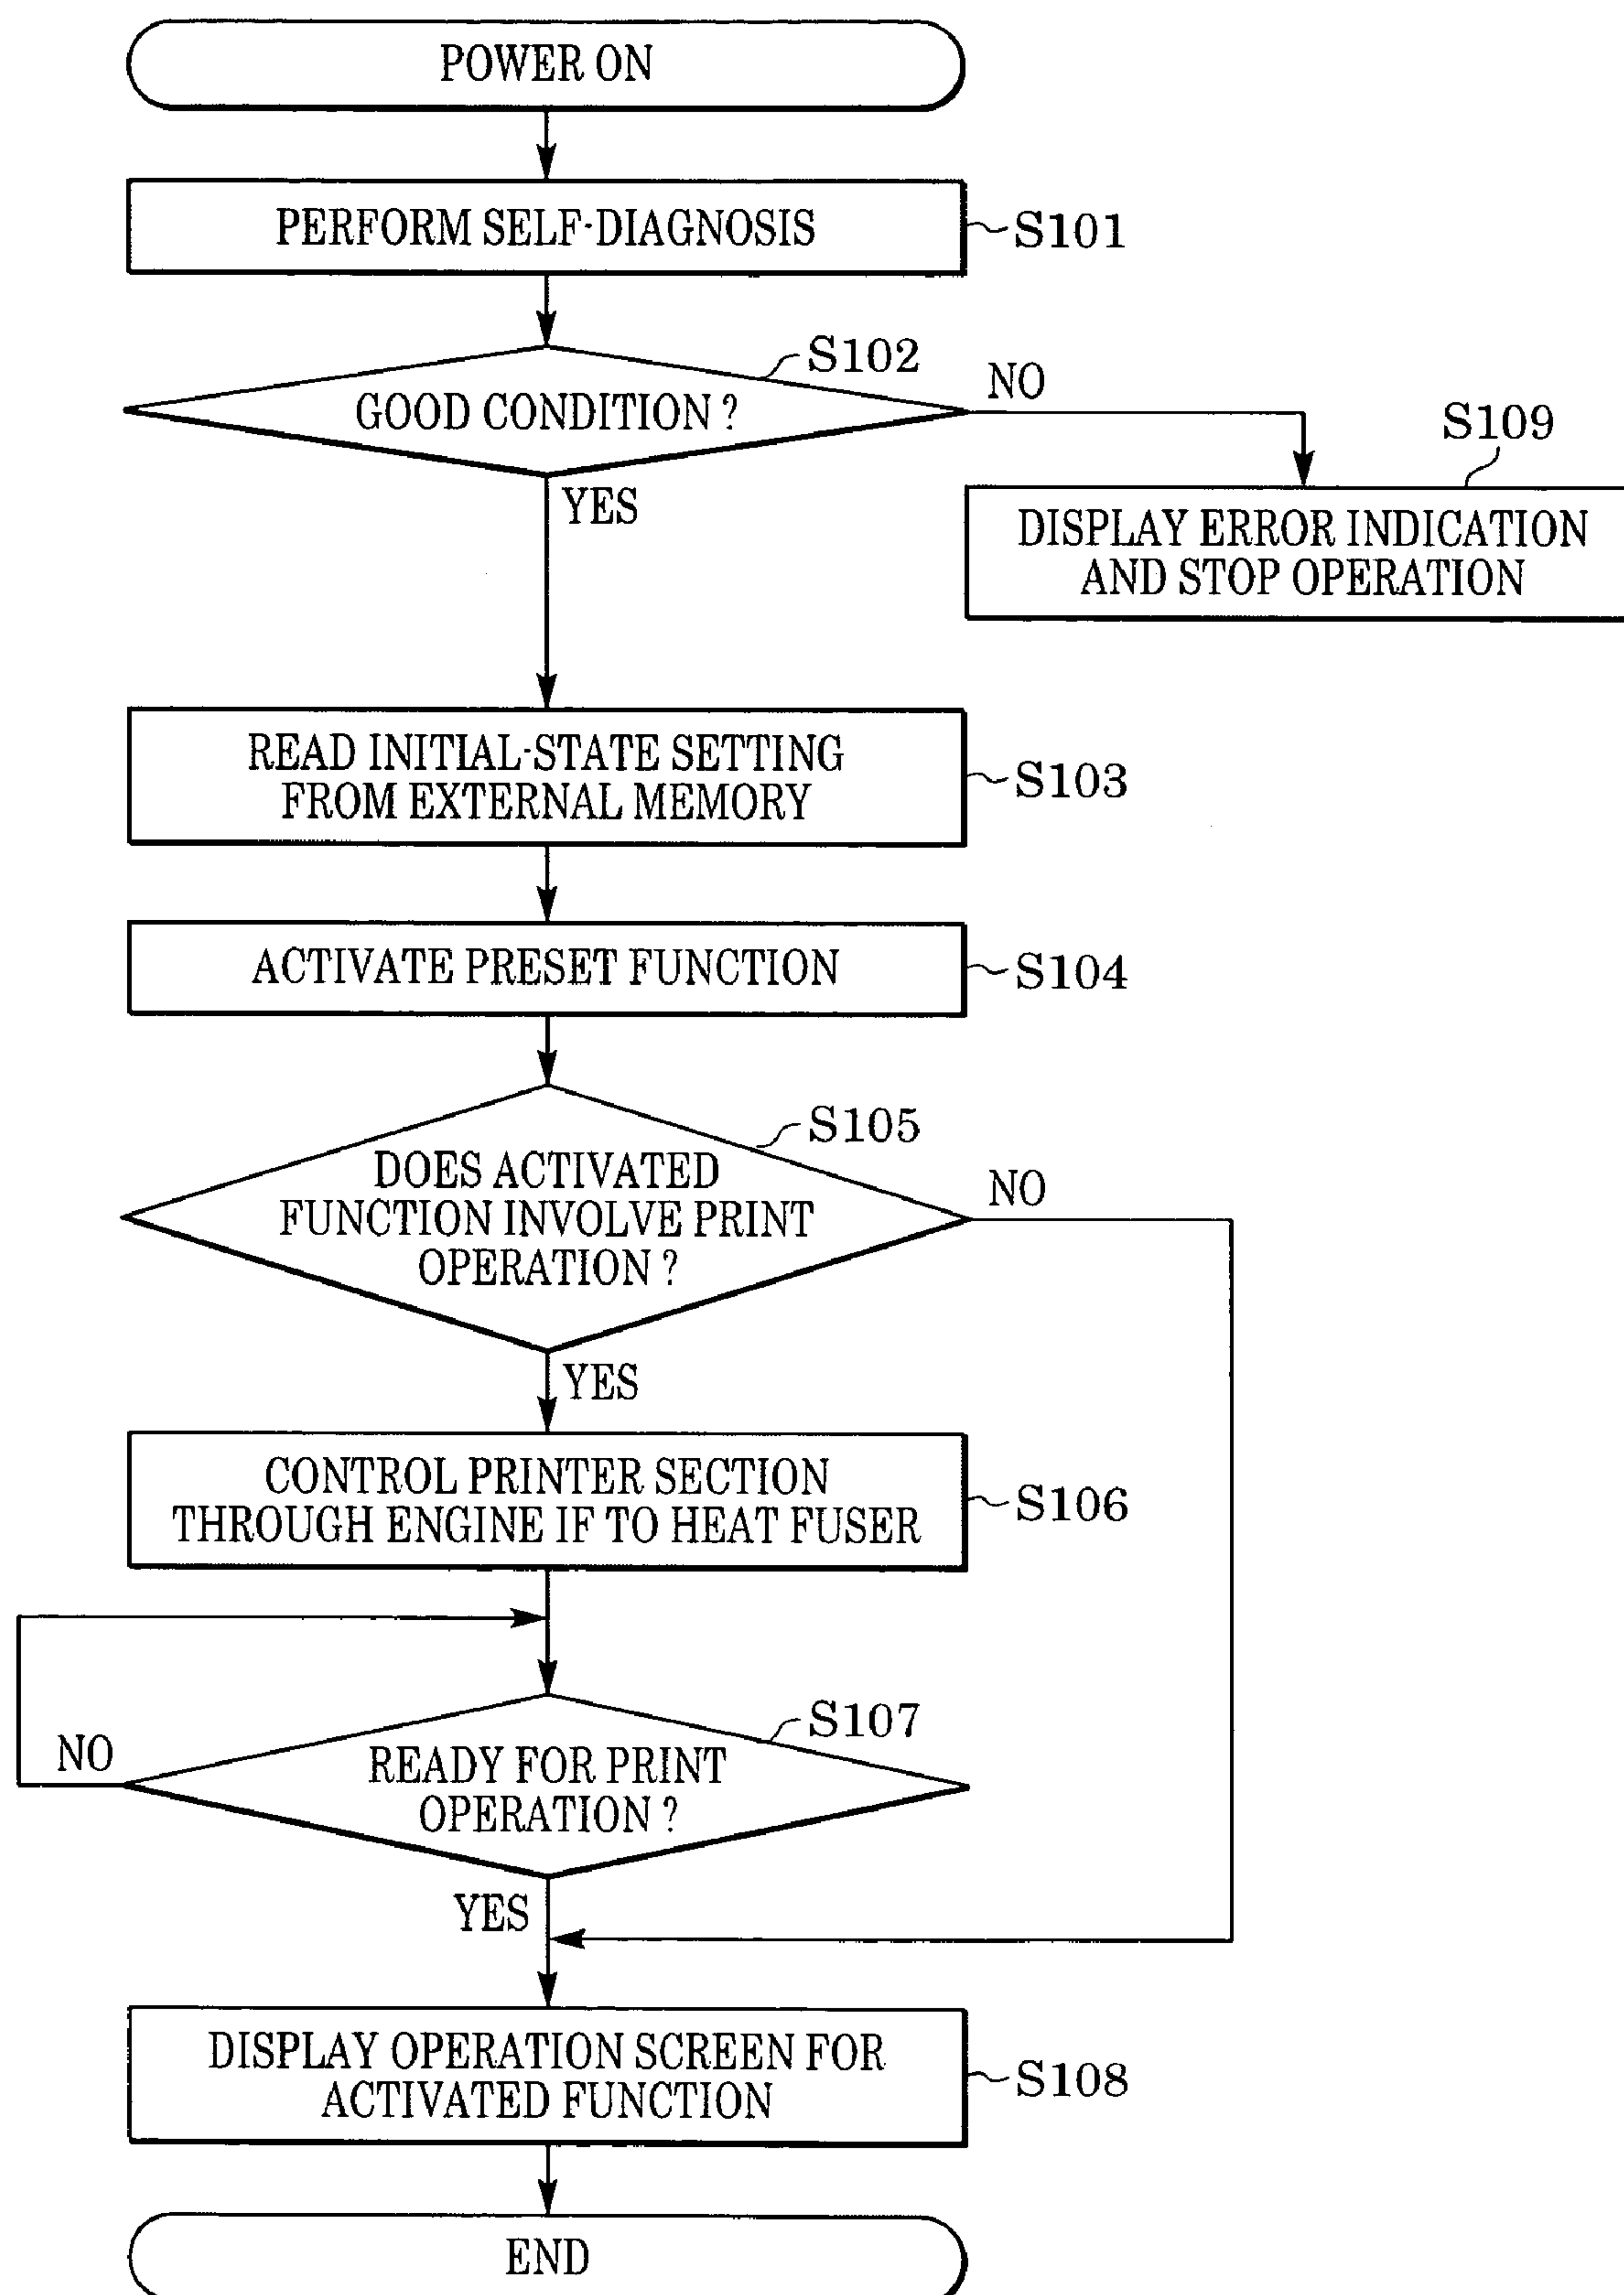 POWER ON
PERFORM SELF-DIAGNOSIS
S101
S102
GOOD CONDITION ?
NO
YES
S109
DISPLAY ERROR INDICATION
AND STOP OPERATION
READ INITIAL-STATE SETTING
FROM EXTERNAL MEMORY
S103
ACTIVATE PRESET FUNCTION
S104
S105
DOES ACTIVATED
FUNCTION INVOLVE PRINT
OPERATION ?
NO
YES
CONTROL PRINTER SECTION
THROUGH ENGINE IF TO HEAT FUSER
S106
S107
NO
READY FOR PRINT
OPERATION ?
YES
DISPLAY OPERATION SCREEN FOR
ACTIVATED FUNCTION
S108
END